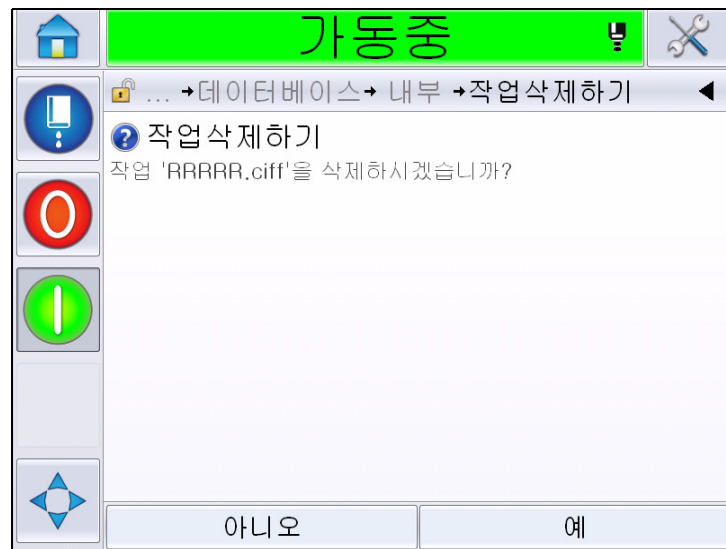 가동중
... →데이터베이스→ 내부 →작업삭제하기
작업삭제하기
작업 'RRRRR.ciff'을 삭제하시겠습니까?
아니오
예